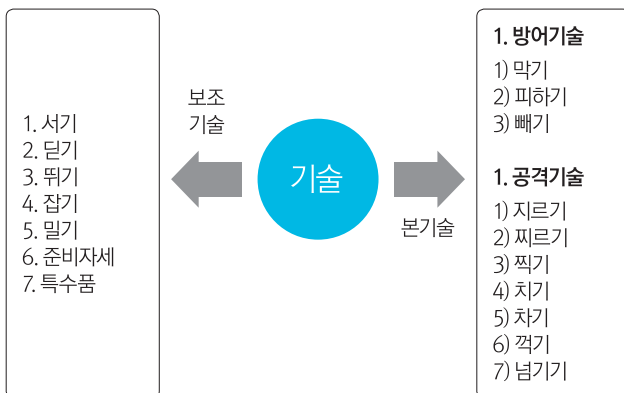 1. 서기
2. 딛기
3. 뛰기
4. 잡기
5. 밀기
6. 준비자세
7. 특수품
보조
기술
기술
본기술
1. 방어기술
1) 막기
2) 피하기
3) 빼기
1. 공격기술
1) 지르기
2) 찌르기
3) 찍기
4) 치기
5) 차기
6) 꺽기
7) 넘기기